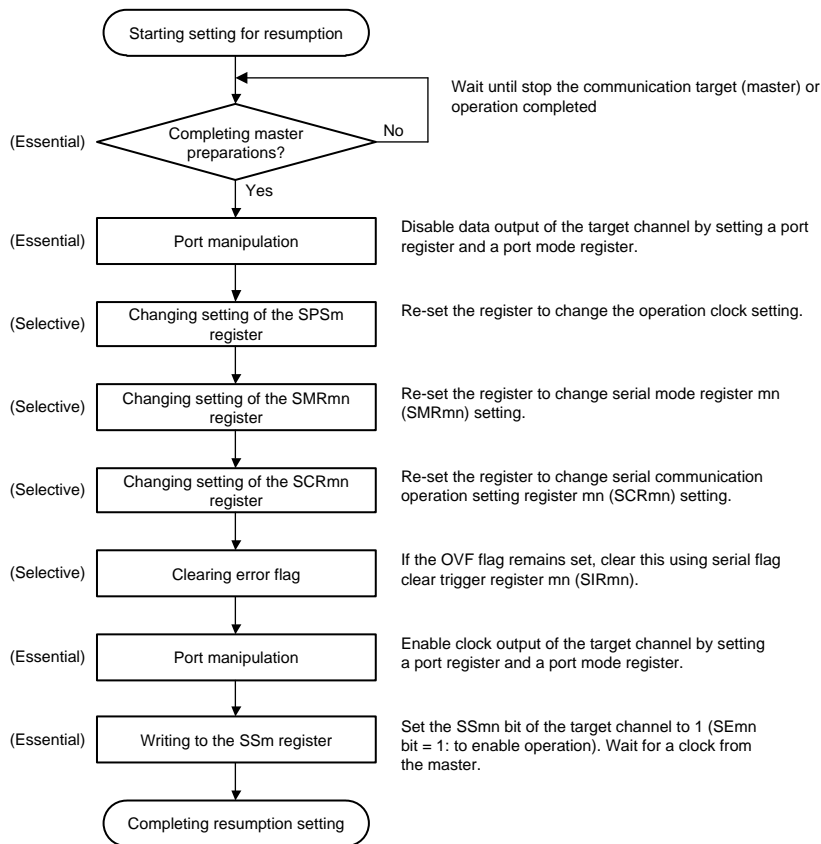 Starting setting for resumption
Wait until stop the communication target (master) or
operation completed
(Essential)
Completing master
preparations?
No
Yes
(Essential)
Port manipulation
Disable data output of the target channel by setting a port
register and a port mode register.
(Selective)
Changing setting of the SPSm
register
Re-set the register to change the operation clock setting.
(Selective)
Changing setting of the SMRmn
register
Re-set the register to change serial mode register mn
(SMRmn) setting.
(Selective)
Changing setting of the SCRmn
register
Re-set the register to change serial communication
operation setting register mn (SCRmn) setting.
(Selective)
Clearing error flag
If the OVF flag remains set, clear this using serial flag
clear trigger register mn (SIRmn).
(Essential)
Port manipulation
Enable clock output of the target channel by setting
a port register and a port mode register.
(Essential)
Writing to the SSm register
Set the SSmn bit of the target channel to 1 (SEmn
bit = 1: to enable operation). Wait for a clock from
the master.
Completing resumption setting